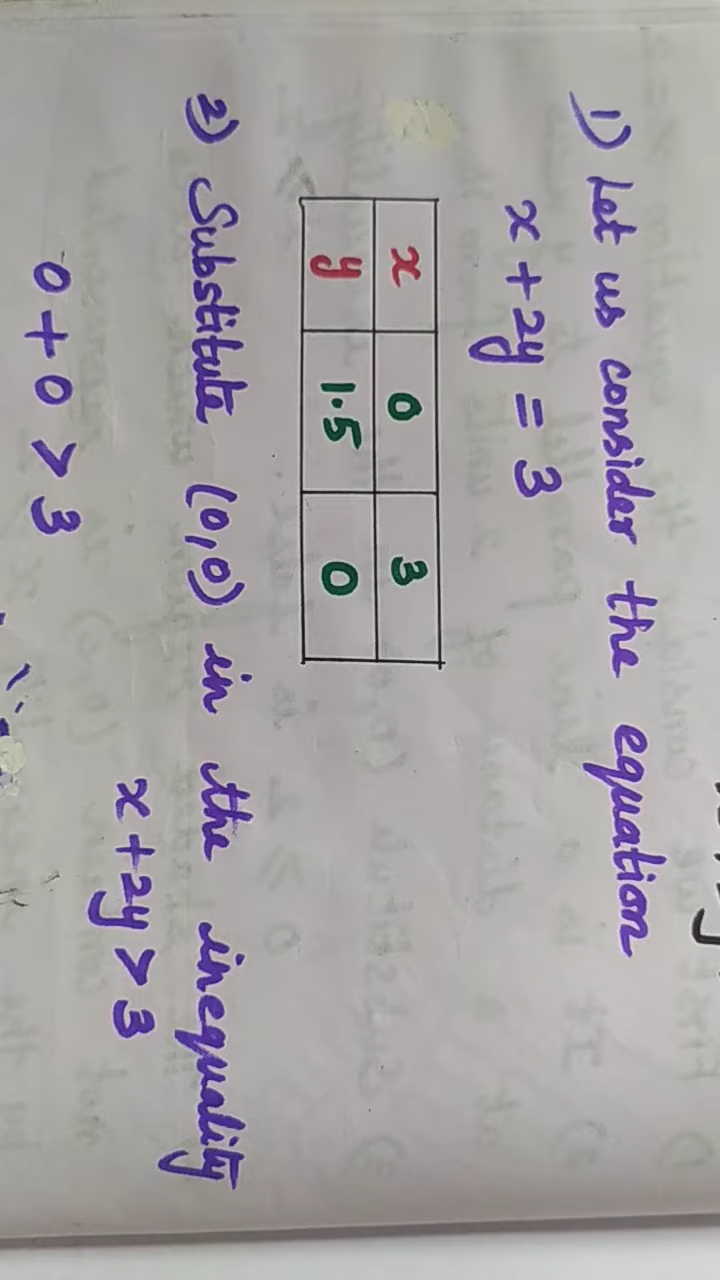 1) Let us consider the equation
x + 2y = 3
x 0 3
y 1.5 0
2) Substitute (0,0) in the inequality
x + 2y > 3
0 + 0 > 3